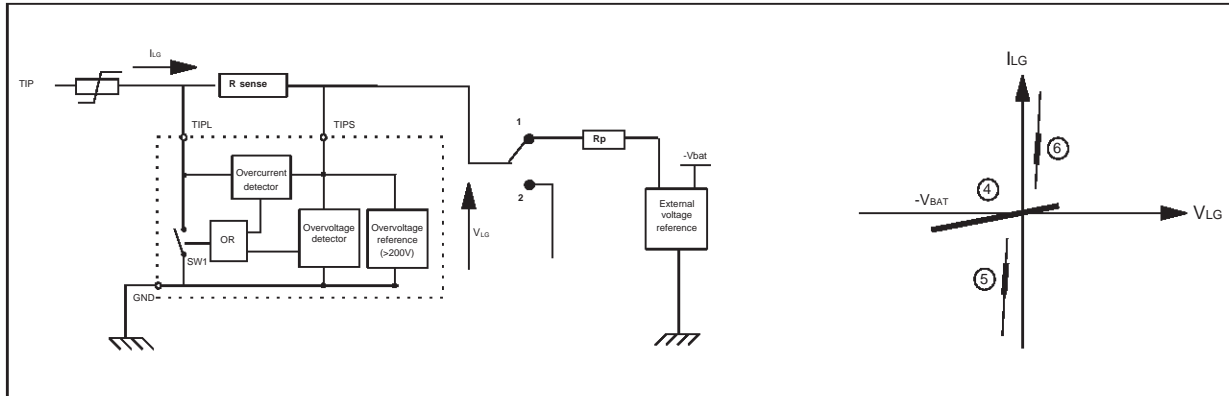 ILG
TIP
R sense
TIPL
TIPS
1
Rp
-Vbat
2
Overcurrent
detector
OR
SW1
Overvoltage
detector
Overvoltage
reference
(>200V)
VLG
External
voltage
reference
GND
ILG
6
4
-VBAT
VLG
5